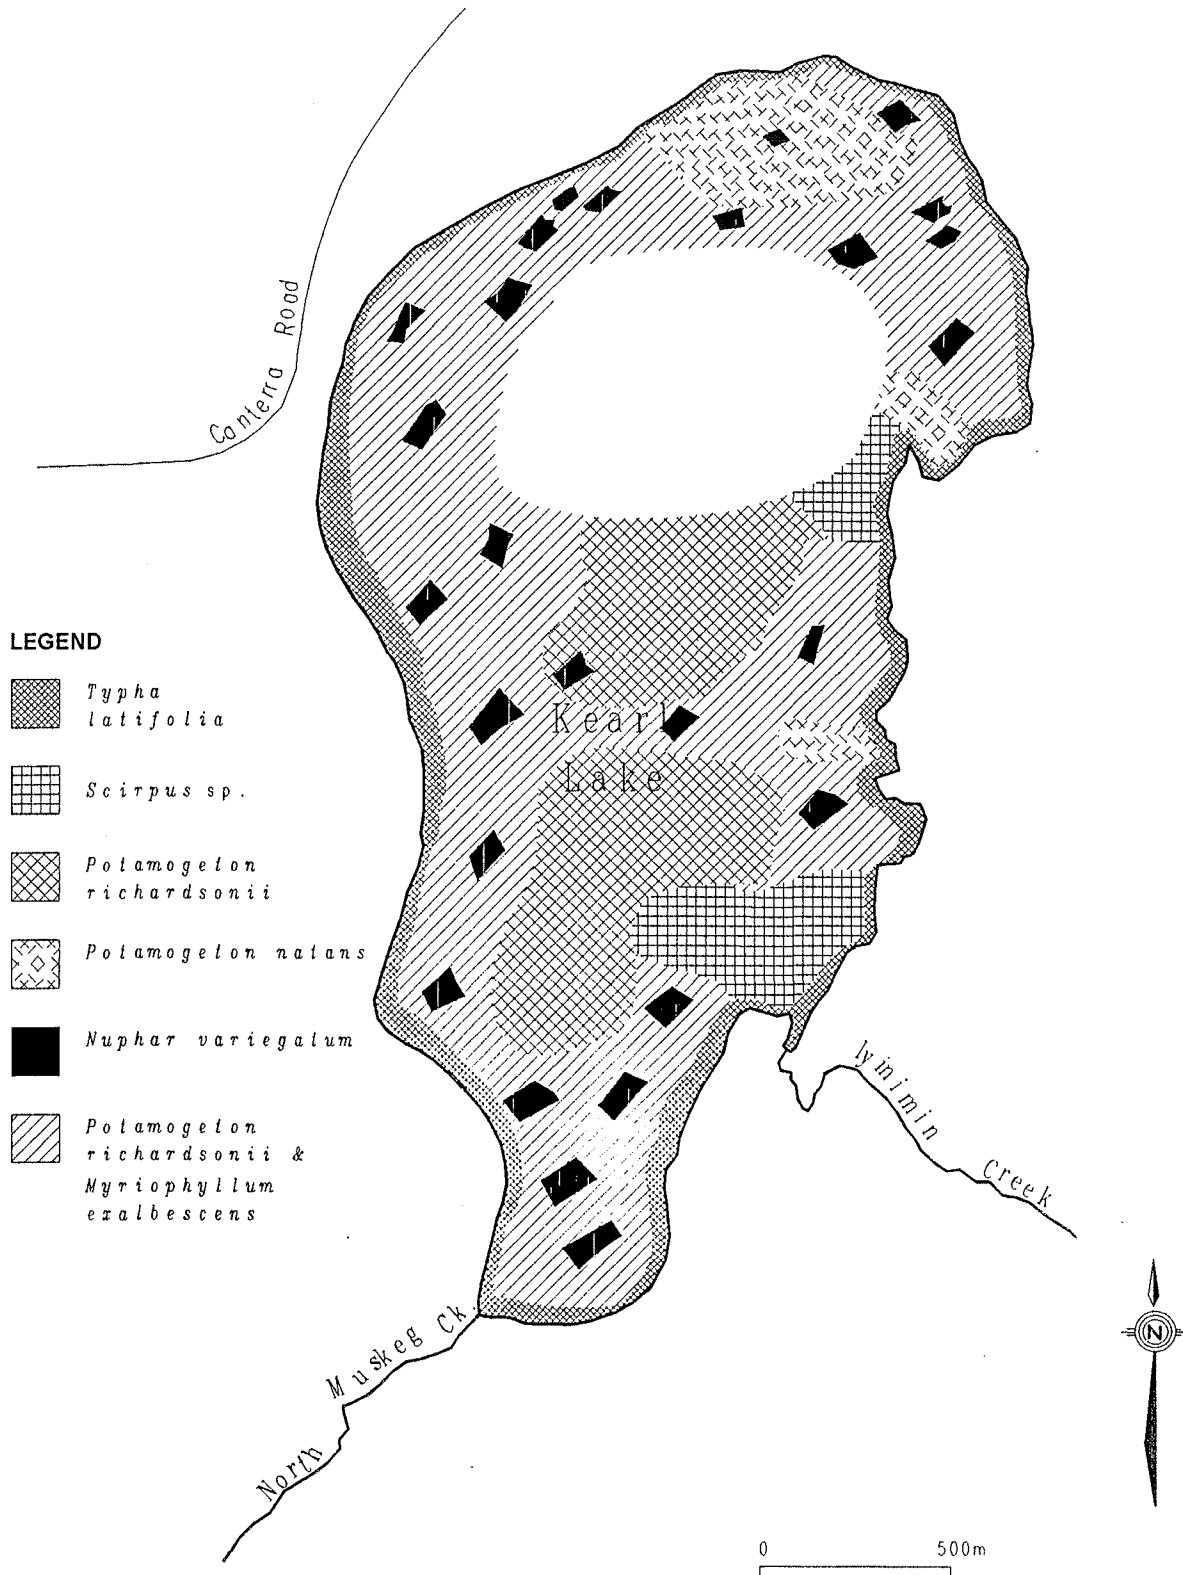 Canterra Road
LEGEND
Typha
latifolia
Scirpus sp.
Potamogeton
richardsonii
Potamogeton natans
Nuphar variegatum
Potamogeton
richardsonii &
Myriophyllum
exalbescens
Kearl
Lake
Iyinimin Creek
North Muskeg Ck.
N
0 500m